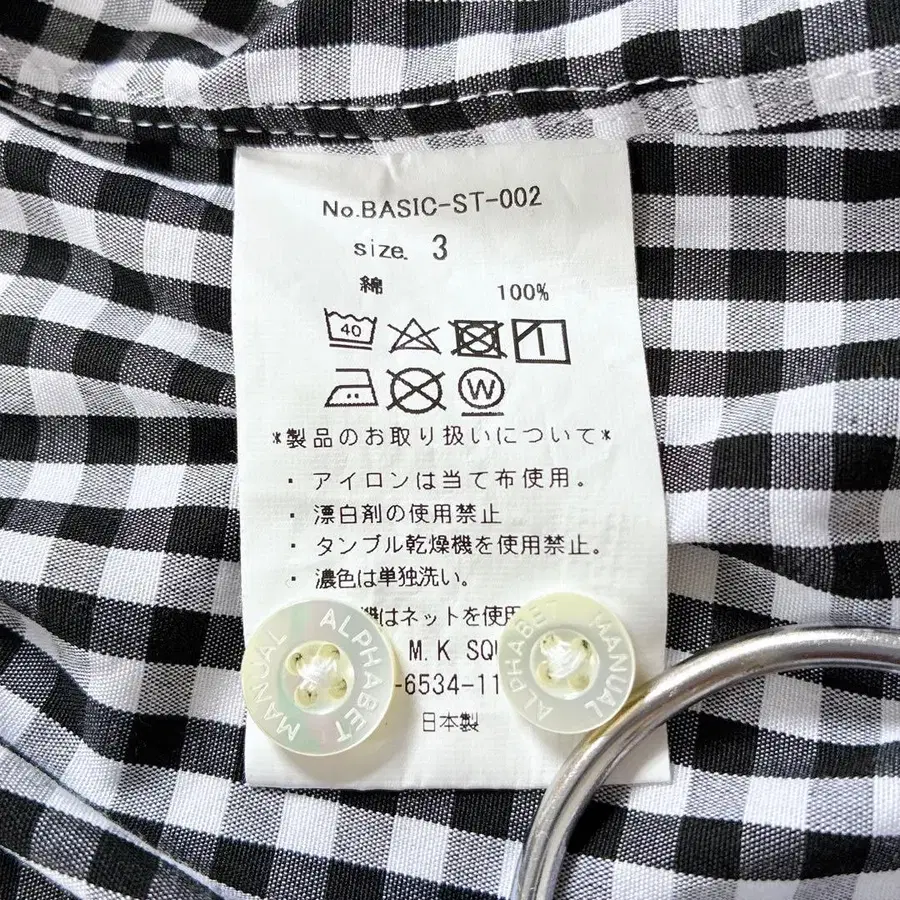 No.BASIC-ST-002
size. 3
綿 100%
40
W
*製品のお取り扱いについて*
・アイロンは当て布使用。
・漂白剤の使用禁止
・タンブル乾燥機を使用禁止。
・濃色は単独洗い。
機はネットを使用
M.K SQU
-6534-11
日本製
MANUAL ALPHABET
MANUAL ALPHABET